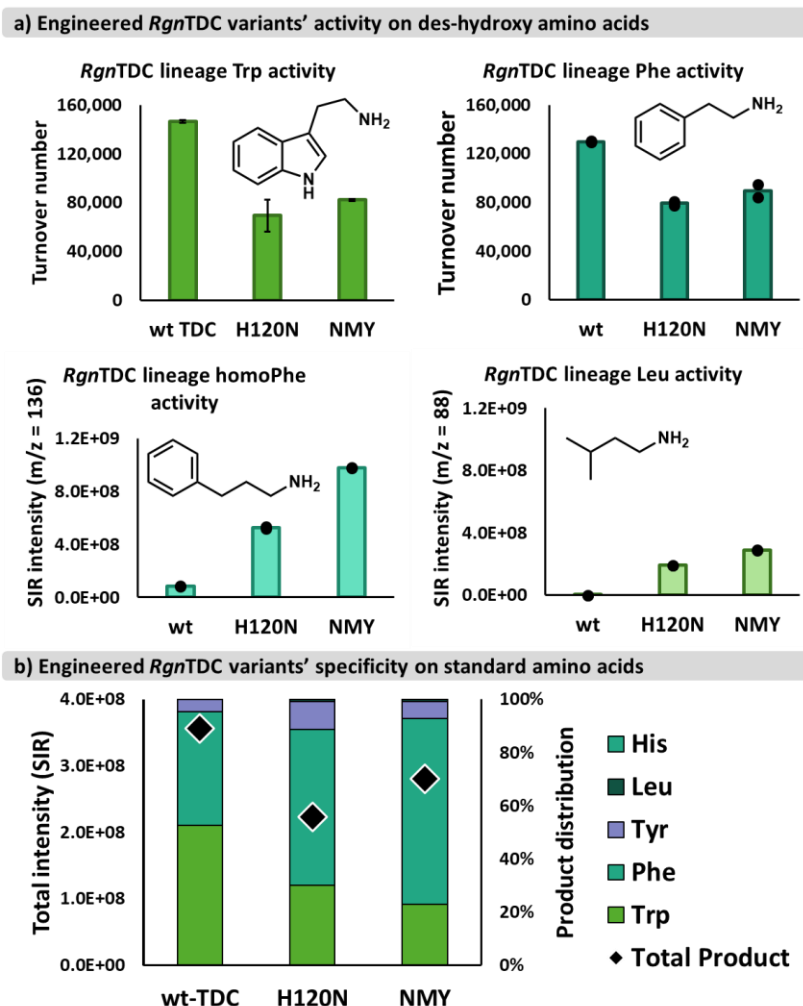 a) Engineered RgnTDC variants' activity on des-hydroxy amino acids
RgnTDC lineage Trp activity
Turnover number
160,000
120,000
80,000
40,000
0
NH2
N
H
wt TDC H120N NMY
RgnTDC lineage Phe activity
Turnover number
160,000
120,000
80,000
40,000
0
NH2
wt H120N NMY
RgnTDC lineage homoPhe
activity
SIR intensity (m/z = 136)
1.2E+09
8.0E+08
4.0E+08
0.0E+00
NH2
wt H120N NMY
RgnTDC lineage Leu activity
SIR intensity (m/z = 88)
1.2E+09
8.0E+08
4.0E+08
0.0E+00
NH2
wt H120N NMY
b) Engineered RgnTDC variants' specificity on standard amino acids
Total intensity (SIR)
4.0E+08
3.0E+08
2.0E+08
1.0E+08
0.0E+00
wt-TDC H120N NMY
100%
80%
60%
40%
20%
0%
Product distribution
His
Leu
Tyr
Phe
Trp
Total Product